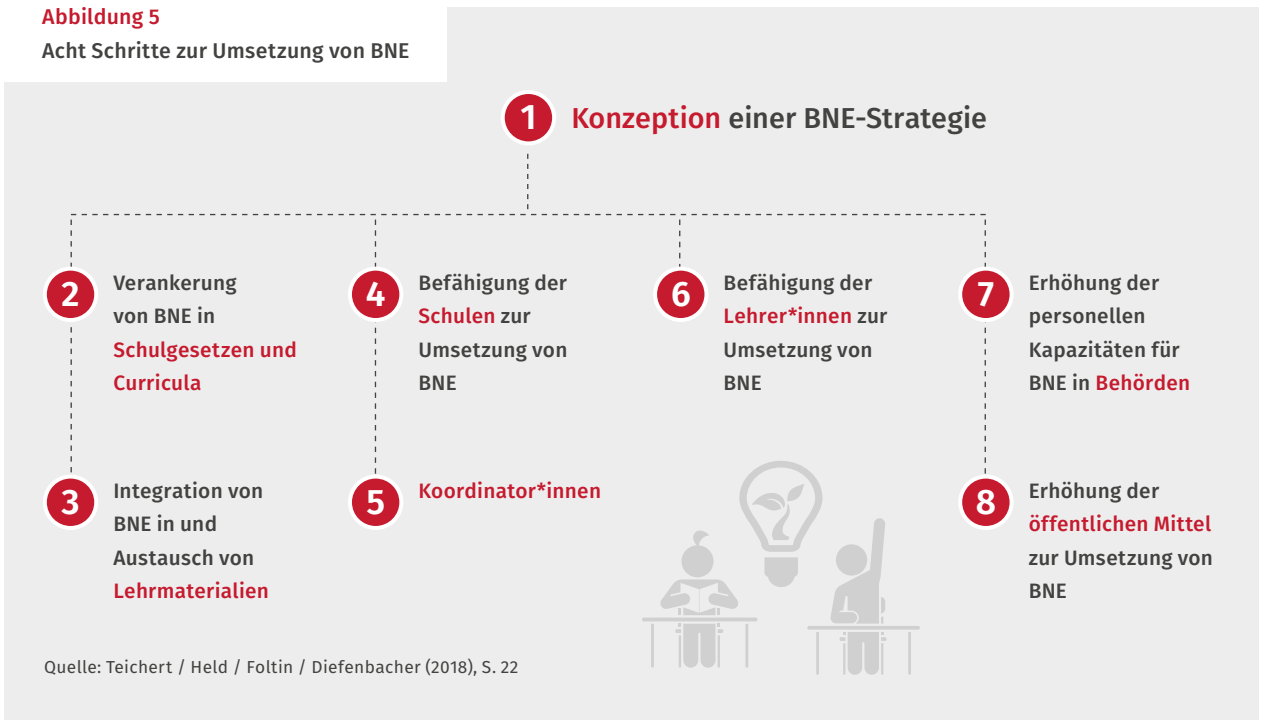 Abbildung 5
Acht Schritte zur Umsetzung von BNE
1 Konzeption einer BNE-Strategie
2
Verankerung
von BNE in
Schulgesetzen und
Curricula
3
Integration von
BNE in und
Austausch von
Lehrmaterialien
4
Befähigung der
Schulen zur
Umsetzung von
BNE
5 Koordinator*innen
6
Befähigung der
Lehrer*innen zur
Umsetzung von
BNE
7
Erhöhung der
personellen
Kapazitäten für
BNE in Behörden
8
Erhöhung der
öffentlichen Mittel
zur Umsetzung von
BNE
Quelle: Teichert / Held / Foltin / Diefenbacher (2018), S. 22